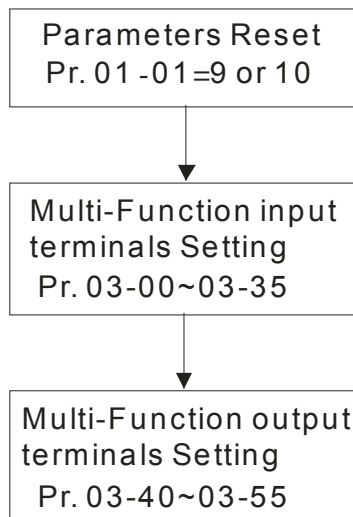 Parameters Reset
Pr. 01-01=9 or 10
Multi-Function input
terminals Setting
Pr. 03-00~03-35
Multi-Function output
terminals Setting
Pr. 03-40~03-55